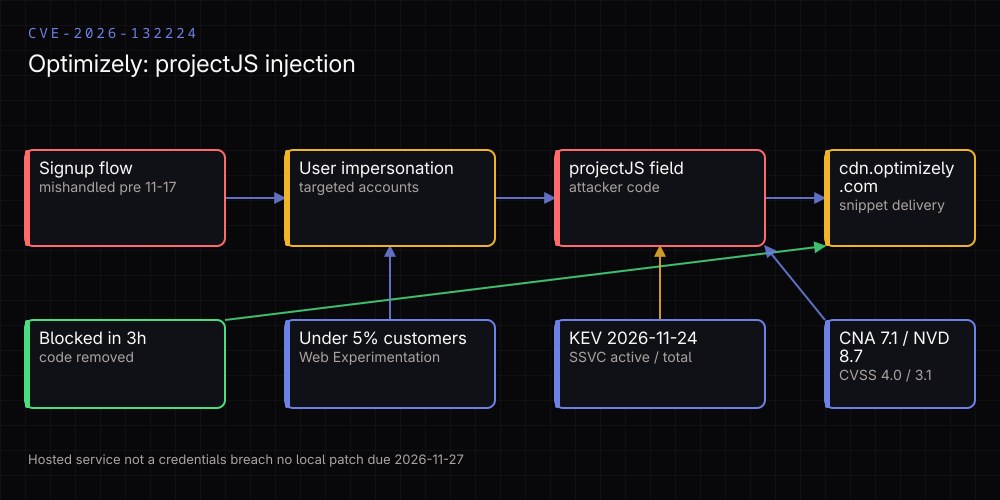 CVE-2026-132224
Optimizely: projectJS injection
Signup flow
mishandled pre 11-17
User impersonation
targeted accounts
projectJS field
attacker code
cdn.optimizely
.com
snippet delivery
Blocked in 3h
code removed
Under 5% customers
Web Experimentation
KEV 2026-11-24
SSVC active / total
CNA 7.1 / NVD
8.7
CVSS 4.0 / 3.1
Hosted service not a credentials breach no local patch due 2026-11-27